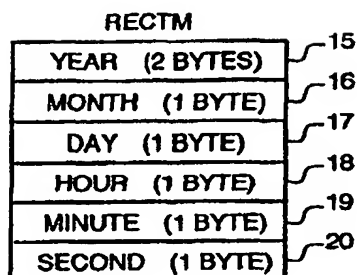 RECTM
YEAR (2 BYTES) 15
MONTH (1 BYTE) 16
DAY (1 BYTE) 17
HOUR (1 BYTE) 18
MINUTE (1 BYTE) 19
SECOND (1 BYTE) 20